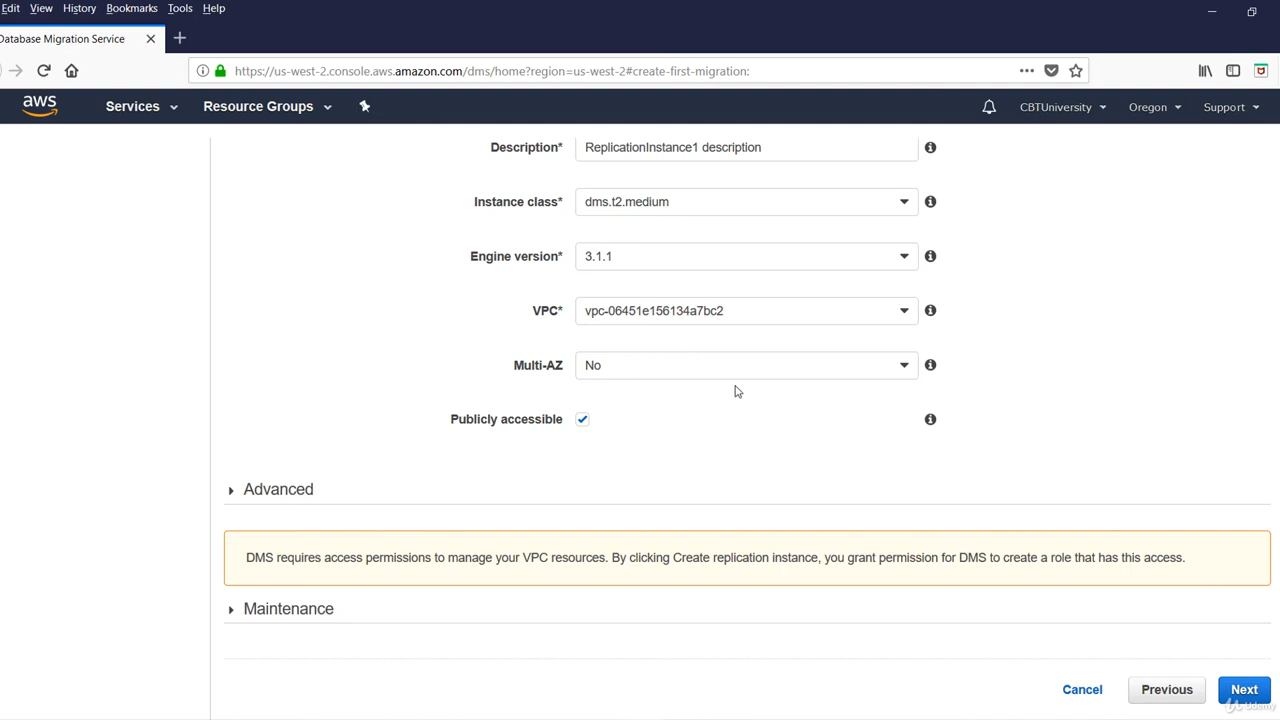 Edit View History Bookmarks Tools Help
Database Migration Service
https://us-west-2.console.aws.amazon.com/dms/home?region=us-west-2#create-first-migration:
aws Services Resource Groups CBTUniversity Oregon Support
Description* ReplicationInstance1 description
Instance class* dms.t2.medium
Engine version* 3.1.1
VPC* vpc-06451e156134a7bc2
Multi-AZ No
Publicly accessible
Advanced
DMS requires access permissions to manage your VPC resources. By clicking Create replication instance, you grant permission for DMS to create a role that has this access.
Maintenance
Cancel Previous Next
Udemy